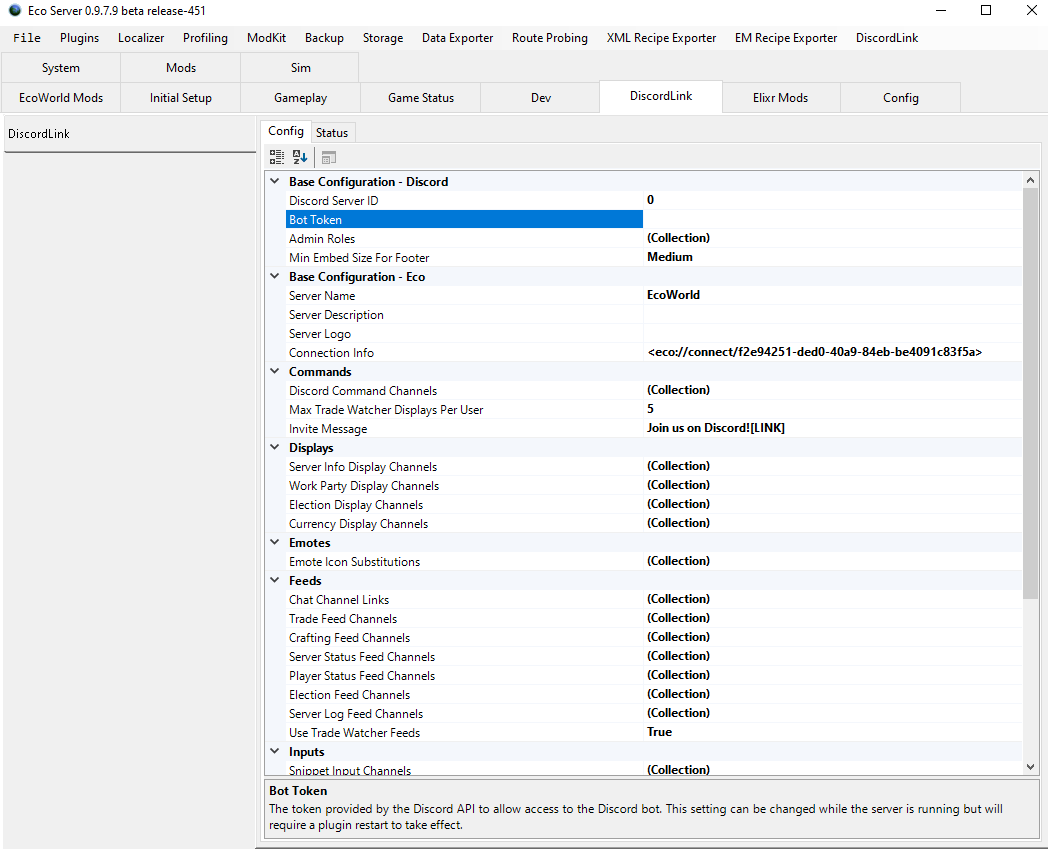 Eco Server 0.9.7.9 beta release-451
File Plugins Localizer Profiling ModKit Backup Storage Data Exporter Route Probing XML Recipe Exporter EM Recipe Exporter DiscordLink
System Mods Sim
EcoWorld Mods Initial Setup Gameplay Game Status Dev DiscordLink Elixr Mods Config
DiscordLink
Config Status
Base Configuration - Discord
Discord Server ID 0
Bot Token
Admin Roles (Collection)
Min Embed Size For Footer Medium
Base Configuration - Eco
Server Name EcoWorld
Server Description
Server Logo
Connection Info <eco://connect/f2e94251-ded0-40a9-84eb-be4091c83f5a>
Commands
Discord Command Channels (Collection)
Max Trade Watcher Displays Per User 5
Invite Message Join us on Discord![LINK]
Displays
Server Info Display Channels (Collection)
Work Party Display Channels (Collection)
Election Display Channels (Collection)
Currency Display Channels (Collection)
Emotes
Emote Icon Substitutions (Collection)
Feeds
Chat Channel Links (Collection)
Trade Feed Channels (Collection)
Crafting Feed Channels (Collection)
Server Status Feed Channels (Collection)
Player Status Feed Channels (Collection)
Election Feed Channels (Collection)
Server Log Feed Channels (Collection)
Use Trade Watcher Feeds True
Inputs
Snippet Input Channels (Collection)
Bot Token
The token provided by the Discord API to allow access to the Discord bot. This setting can be changed while the server is running but will
require a plugin restart to take effect.